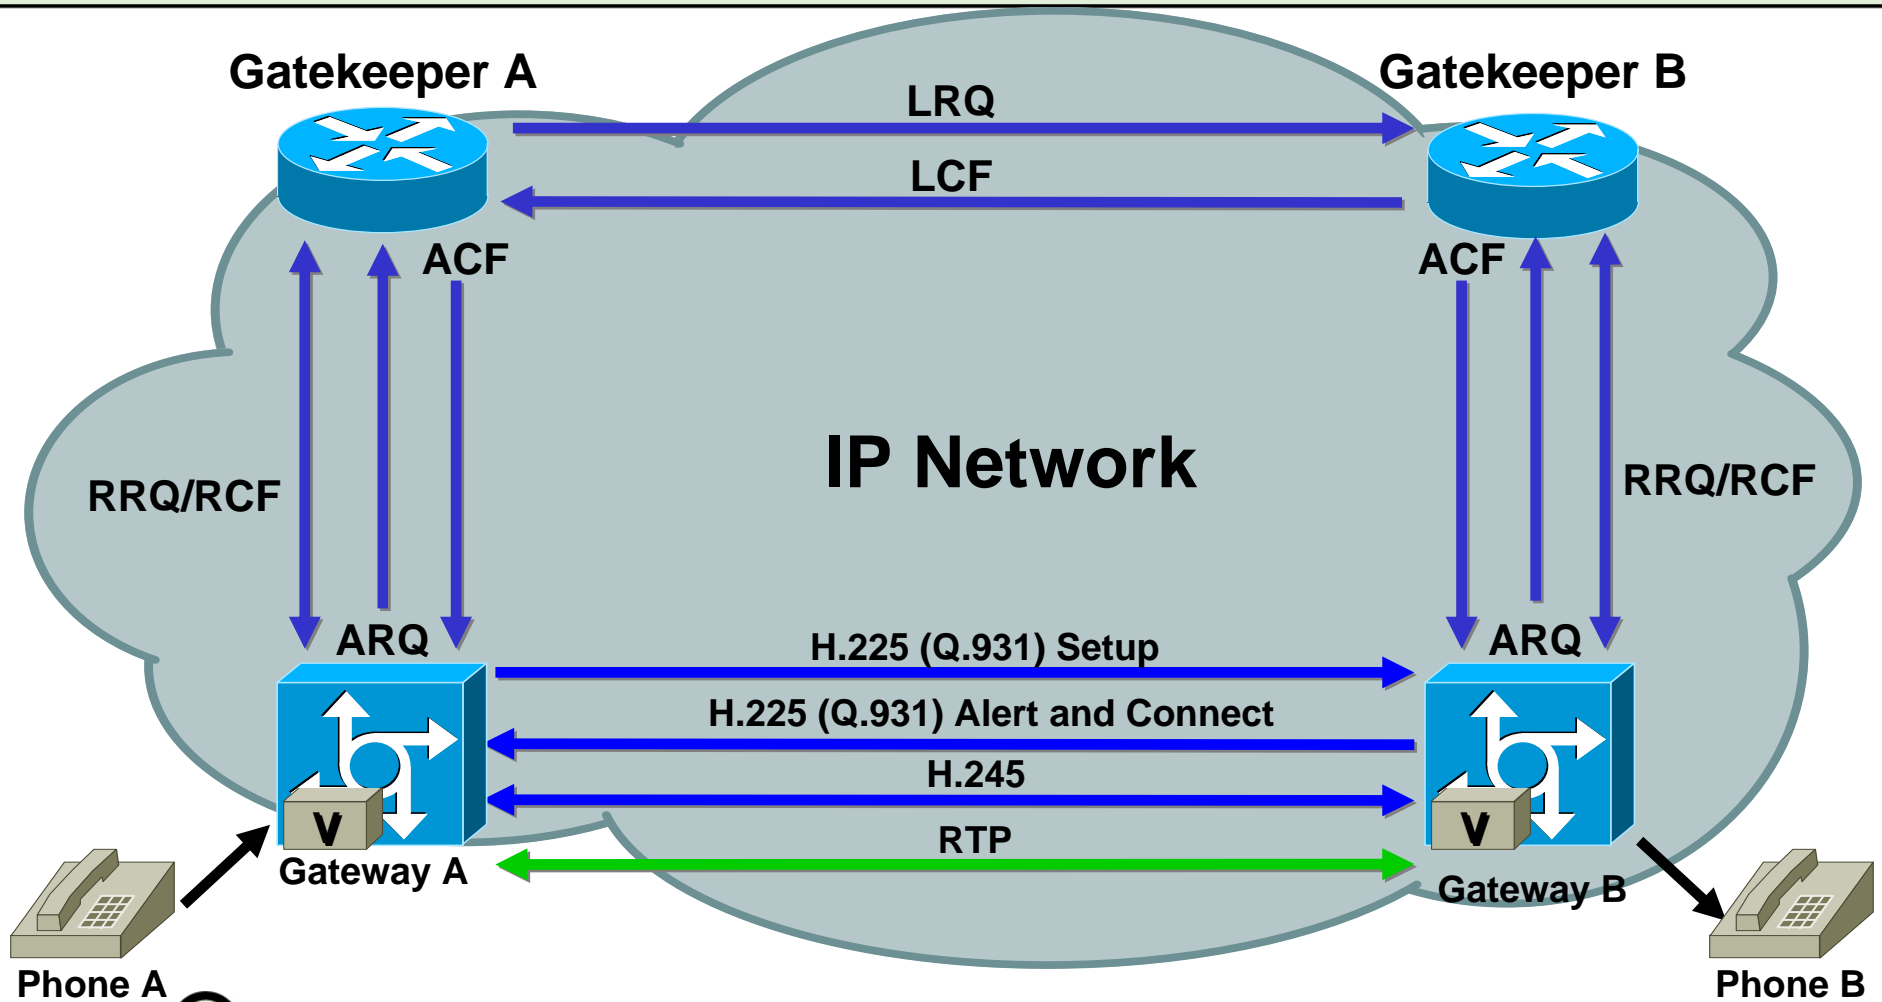 Gatekeeper A
Gatekeeper B
LRQ
LCF
ACF
ACF
IP Network
RRQ/RCF
RRQ/RCF
ARQ
ARQ
H.225 (Q.931) Setup
H.225 (Q.931) Alert and Connect
H.245
RTP
V
V
Gateway A
Gateway B
Phone A
Phone B